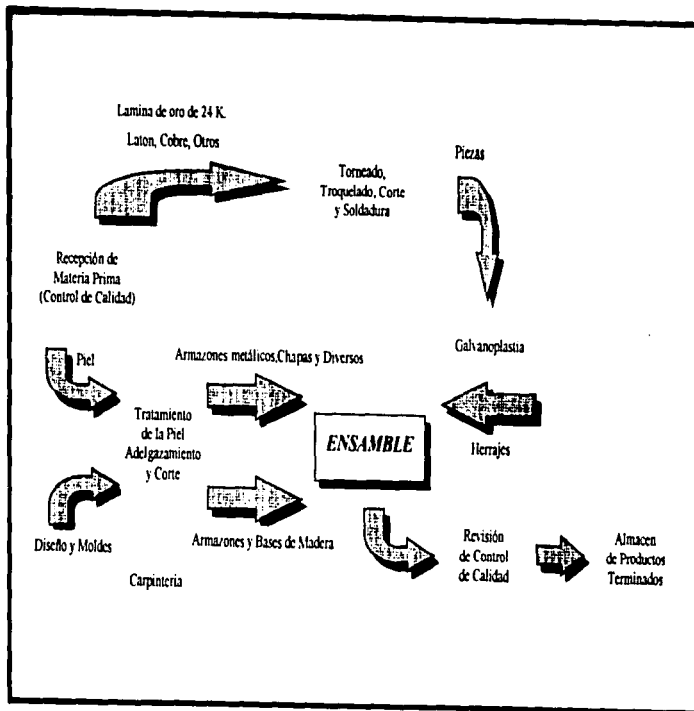 Lamina de oro de 24 K.
Laton, Cobre, Otros
Torneado,
Troquelado, Corte
y Soldadura
Piezas
Recepción de
Materia Prima
(Control de Calidad)
Piel
Armazones metálicos,Chapas y Diversos
Galvanoplastia
Tratamiento
de la Piel
Adelgazamiento
y Corte
ENSAMBLE
Herrajes
Diseño y Moldes
Armazones y Bases de Madera
Revisión
de Control
de Calidad
Almacen
de Productos
Terminados
Carpinteria